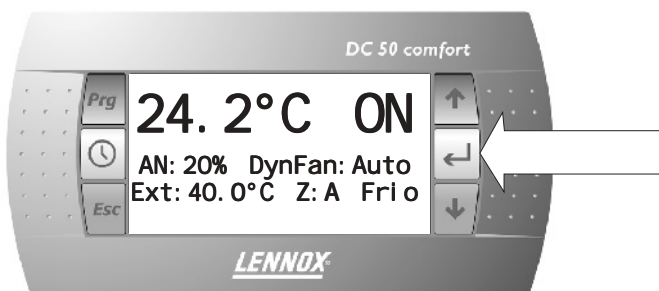 DC 50 comfort
Prg
24.2°C ON
AN: 20% DynFan: Auto
Ext: 40.0°C Z: A Frio
Esc
LENNOX